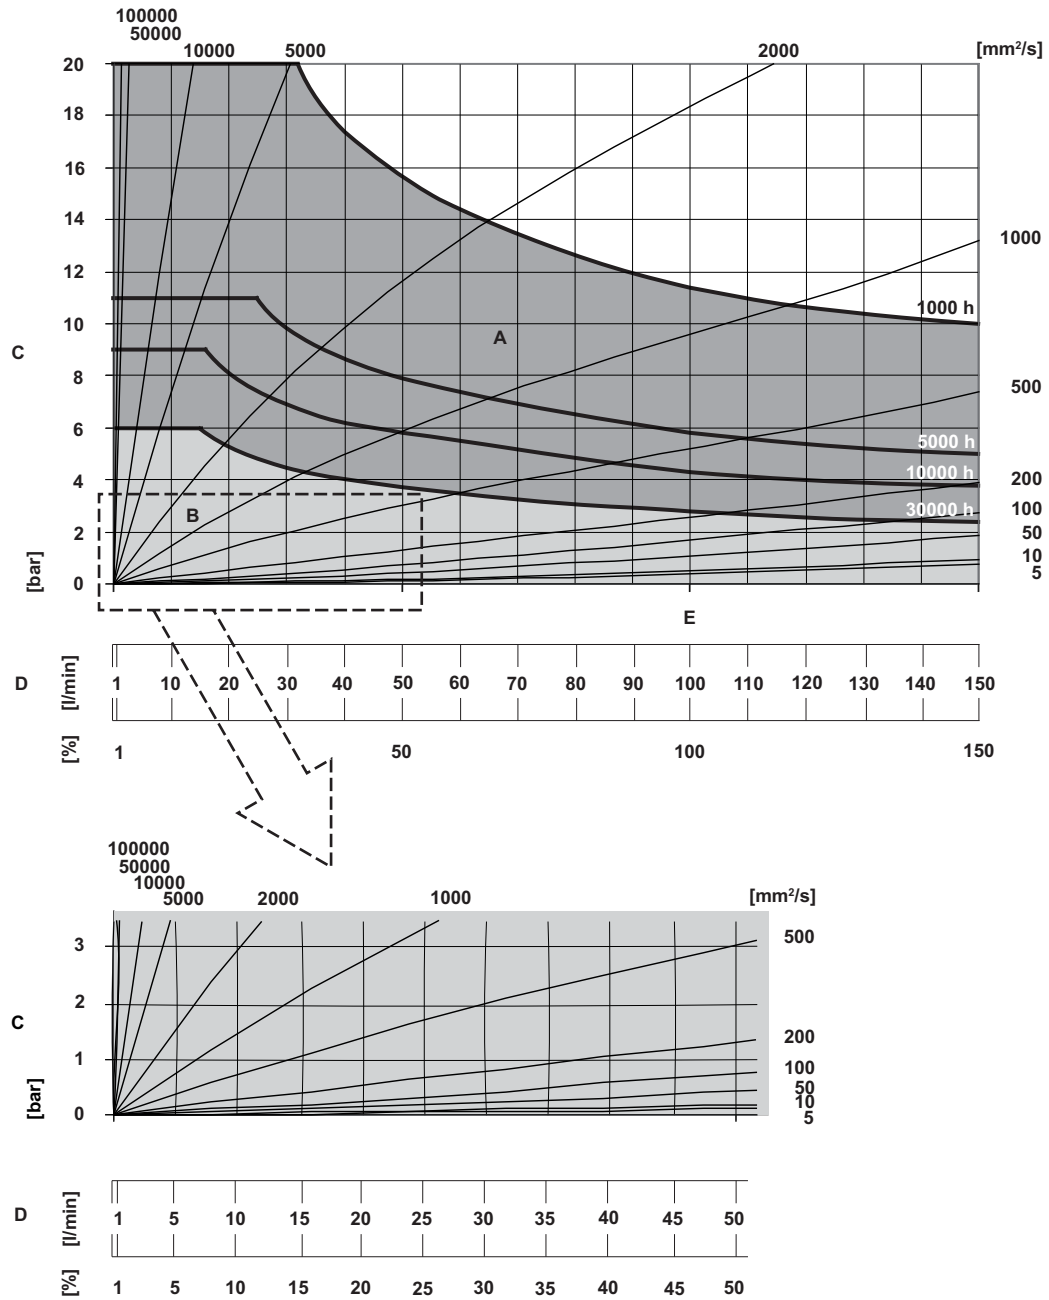 100000
50000
10000 5000 2000 [mm²/s]
20
18
16
14
1000
12
10 1000 h
C A
8 500
6 5000 h
10000 h
4 200
30000 h 100
B
2 50
10
[bar] 0 5
E
D [l/min] 1 10 20 30 40 50 60 70 80 90 100 110 120 130 140 150
[%] 1 50 100 150
100000
50000
10000
5000 2000 1000 [mm²/s]
3 500
2
C 200
1 100
50
[bar] 10
0 5
D [l/min] 1 5 10 15 20 25 30 35 40 45 50
[%] 1 5 10 15 20 25 30 35 40 45 50